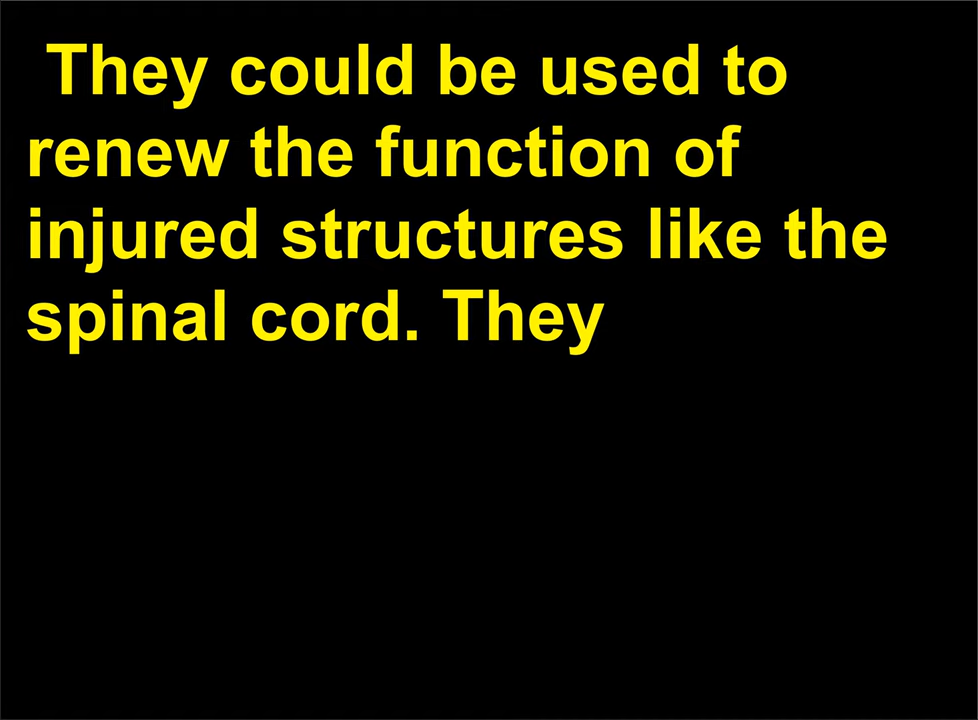 They could be used to
renew the function of
injured structures like the
spinal cord. They